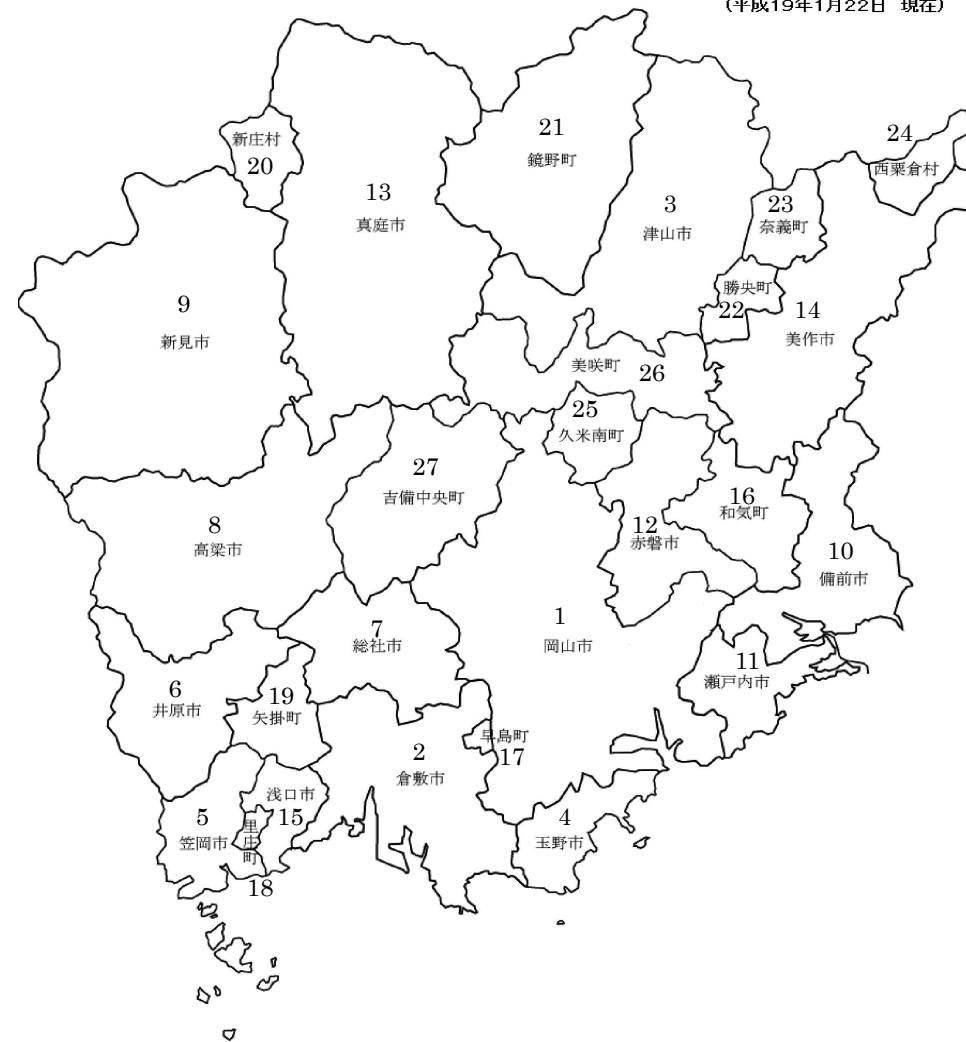 (平成19年1月22日 現在)
21
鏡野町
24
西粟倉村
新庄村
20
13
真庭市
3
津山市
23
奈義町
9
新見市
勝央町
22
14
美作市
美咲町
26
25
久米南町
27
吉備中央町
16
和気町
8
高梁市
12
赤磐市
10
備前市
1
岡山市
7
総社市
11
瀬戸内市
6
井原市
19
矢掛町
2
倉敷市
早島町
17
浅口市
15
5
笠岡市
里庄町
18
4
玉野市